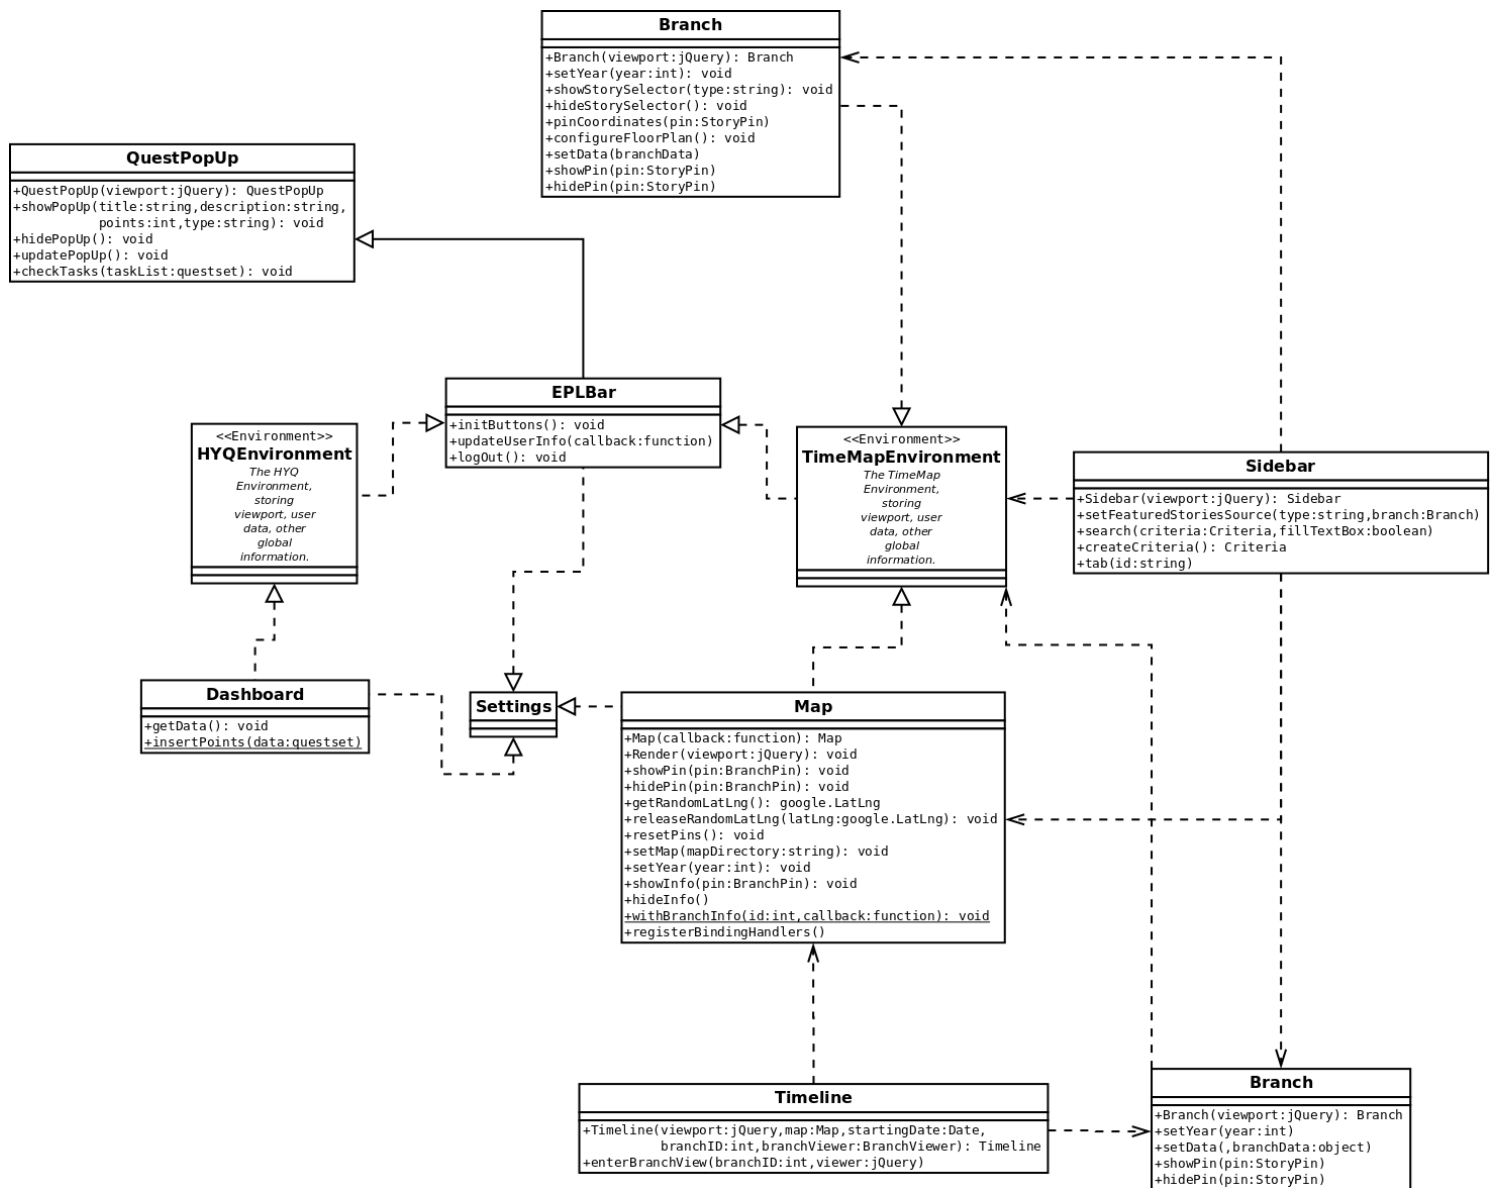 Branch
+Branch(viewport:jQuery): Branch
+setYear(year:int): void
+showStorySelector(type:string): void
+hideStorySelector(): void
+pinCoordinates(pin:StoryPin)
+configureFloorPlan(): void
+setData(branchData)
+showPin(pin:StoryPin)
+hidePin(pin:StoryPin)
QuestPopUp
+QuestPopUp(viewport:jQuery): QuestPopUp
+showPopUp(title:string,description:string,
points:int,type:string): void
+hidePopUp(): void
+updatePopUp(): void
+checkTasks(taskList:questset): void
EPLBar
+initButtons(): void
+updateUserInfo(callback:function)
+logOut(): void
<<Environment>>
HYQEnvironment
The HYQ
Environment,
storing
viewport, user
data, other
global
information.
<<Environment>>
TimeMapEnvironment
The TimeMap
Environment,
storing
viewport, user
data, other
global
information.
Sidebar
+Sidebar(viewport:jQuery): Sidebar
+setFeaturedStoriesSource(type:string,branch:Branch)
+search(criteria:Criteria,fillTextBox:boolean)
+createCriteria(): Criteria
+tab(id:string)
Dashboard
+getData(): void
+insertPoints(data:questset)
Settings
Map
+Map(callback:function): Map
+Render(viewport:jQuery): void
+showPin(pin:BranchPin): void
+hidePin(pin:BranchPin): void
+getRandomLatLng(): google.LatLng
+releaseRandomLatLng(latLng:google.LatLng): void
+resetPins(): void
+setMap(mapDirectory:string): void
+setYear(year:int): void
+showInfo(pin:BranchPin): void
+hideInfo()
+withBranchInfo(id:int,callback:function): void
+registerBindingHandlers()
Timeline
+Timeline(viewport:jQuery,map:Map,startingDate:Date,
branchID:int,branchViewer:BranchViewer): Timeline
+enterBranchView(branchID:int,viewer:jQuery)
Branch
+Branch(viewport:jQuery): Branch
+setYear(year:int)
+setData(,branchData:object)
+showPin(pin:StoryPin)
+hidePin(pin:StoryPin)